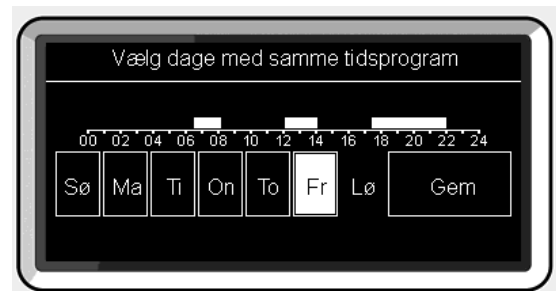 Vælg dage med samme tidsprogram
00 02 04 06 08 10 12 14 16 18 20 22 24
Sø Ma Ti On To Fr Lø Gem